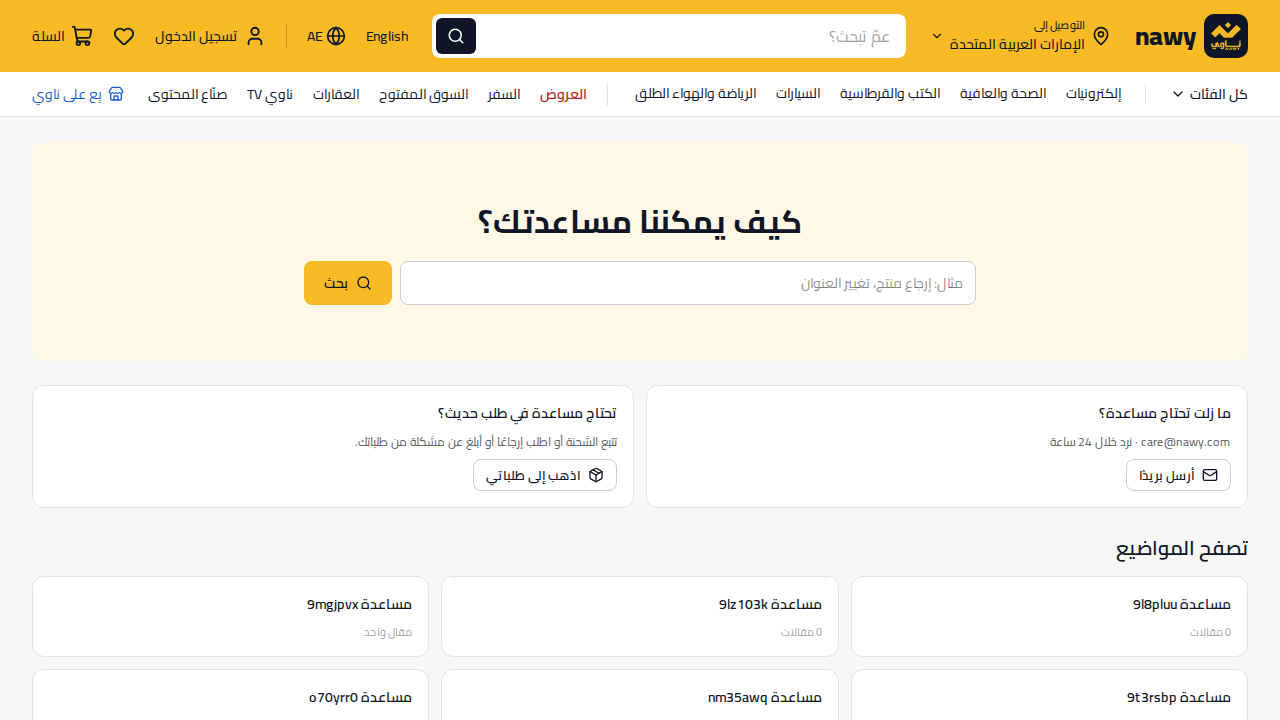 ناوي
NAWY
nawy
التوصيل إلى
الإمارات العربية المتحدة
عمّ تبحث؟
English
AE
تسجيل الدخول
السلة
كل الفئات
إلكترونيات
الصحة والعافية
الكتب والقرطاسية
السيارات
الرياضة والهواء الطلق
العروض
السفر
السوق المفتوح
العقارات
ناوي TV
صنّاع المحتوى
بع على ناوي
كيف يمكننا مساعدتك؟
مثال: إرجاع منتج، تغيير العنوان
بحث
ما زلت تحتاج مساعدة؟
care@nawy.com · نرد خلال 24 ساعة
أرسل بريدًا
تحتاج مساعدة في طلب حديث؟
تتبع الشحنة أو اطلب إرجاعًا أو أبلغ عن مشكلة من طلباتك.
اذهب إلى طلباتي
تصفح المواضيع
مساعدة 9l8pluu
0 مقالات
مساعدة 9lz103k
0 مقالات
مساعدة 9mgjpvx
مقال واحد
مساعدة 9t3rsbp
مساعدة nm35awq
مساعدة o70yrr0